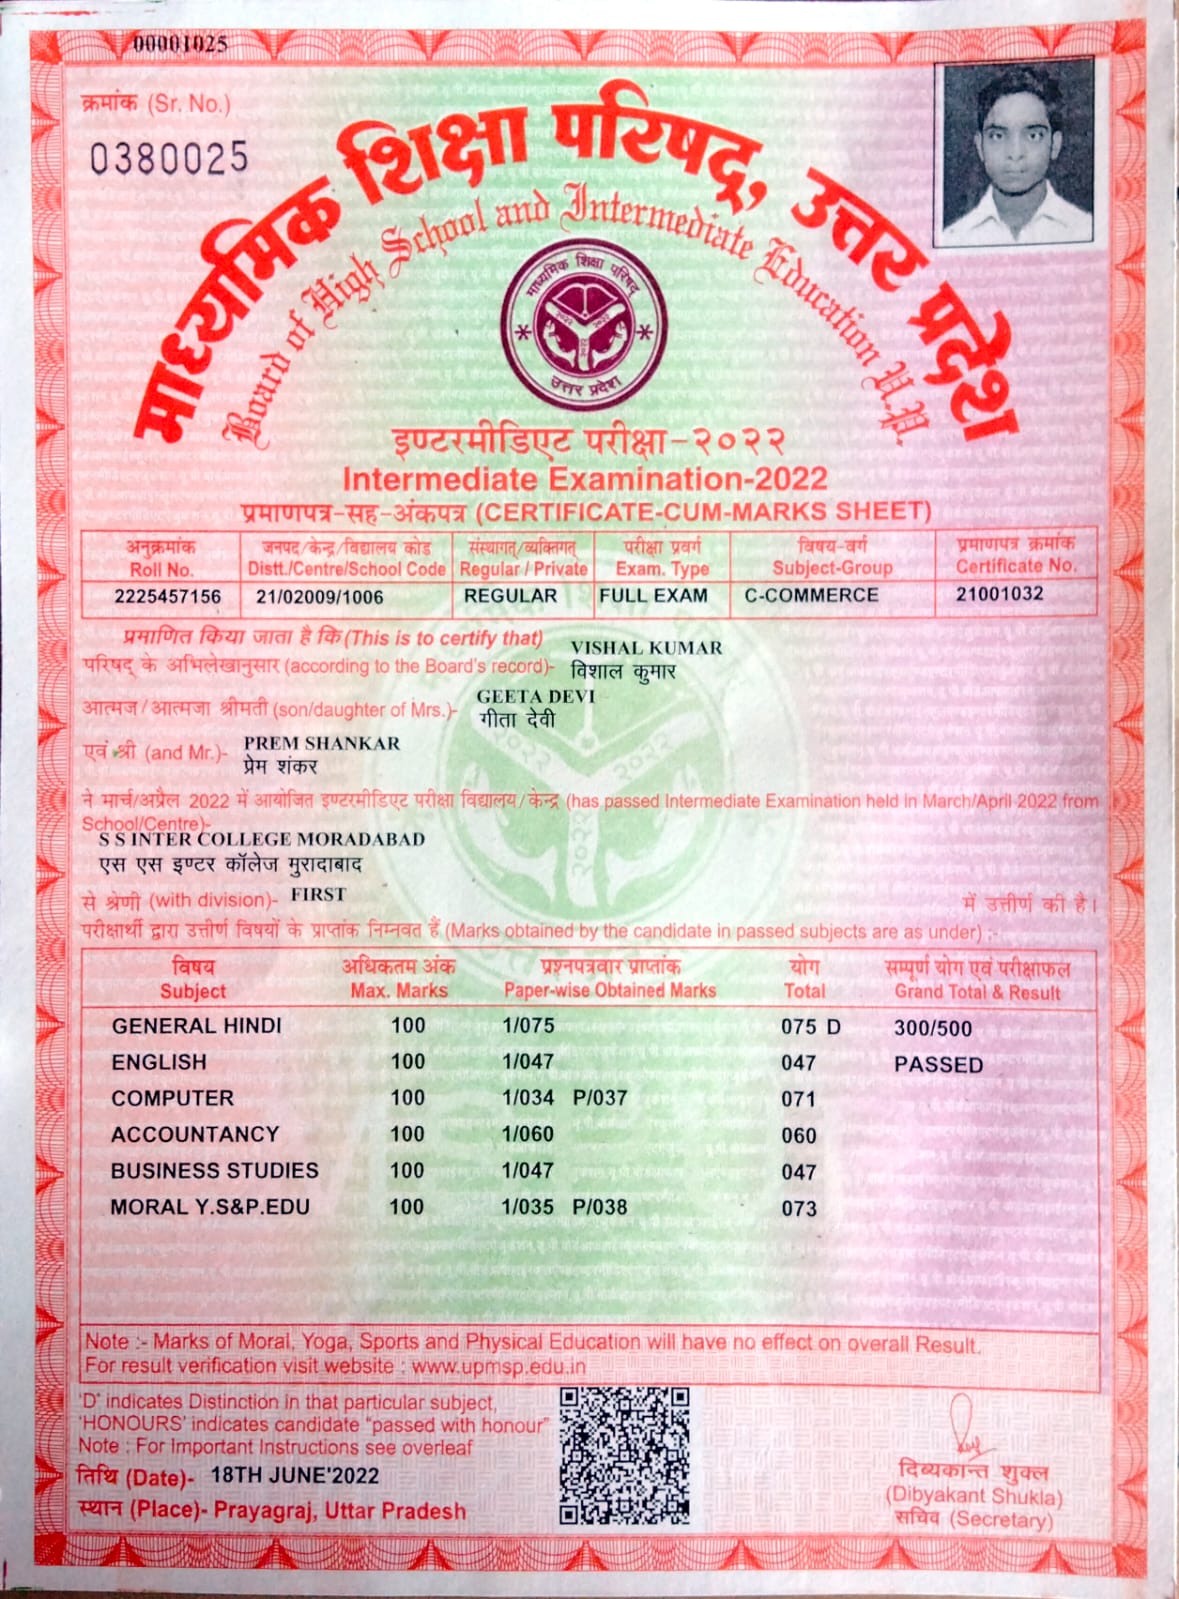 00001025
क्रमांक (Sr. No.)
0380025
माध्यमिक शिक्षा परिषद्, उत्तर प्रदेश
Board of High School and Intermediate Education U.P.
माध्यमिक शिक्षा परिषद्
२०२२ २०२२
२०२२
उत्तर प्रदेश
इण्टरमीडिएट परीक्षा-२०२२
Intermediate Examination-2022
प्रमाणपत्र-सह-अंकपत्र (CERTIFICATE-CUM-MARKS SHEET)
अनुक्रमांक जनपद/केन्द्र/विद्यालय कोड संस्थागत्/व्यक्तिगत् परीक्षा प्रवर्ग विषय-वर्ग प्रमाणपत्र क्रमांक
Roll No. Distt./Centre/School Code Regular / Private Exam. Type Subject-Group Certificate No.
2225457156 21/02009/1006 REGULAR FULL EXAM C-COMMERCE 21001032
प्रमाणित किया जाता है कि (This is to certify that) VISHAL KUMAR
परिषद् के अभिलेखानुसार (according to the Board's record)- विशाल कुमार
GEETA DEVI
आत्मज/आत्मजा श्रीमती (son/daughter of Mrs.)- गीता देवी
एवं श्री (and Mr.)- PREM SHANKAR
प्रेम शंकर
ने मार्च/अप्रैल 2022 में आयोजित इण्टरमीडिएट परीक्षा विद्यालय/केन्द्र (has passed Intermediate Examination held in March/April 2022 from
School/Centre)-
S S INTER COLLEGE MORADABAD
एस एस इण्टर कॉलेज मुरादाबाद
से श्रेणी (with division)- FIRST में उत्तीर्ण की है।
परीक्षार्थी द्वारा उत्तीर्ण विषयों के प्राप्तांक निम्नवत हैं (Marks obtained by the candidate in passed subjects are as under) :-
विषय अधिकतम अंक प्रश्नपत्रवार प्राप्तांक योग सम्पूर्ण योग एवं परीक्षाफल
Subject Max. Marks Paper-wise Obtained Marks Total Grand Total & Result
GENERAL HINDI 100 1/075 075 D 300/500
ENGLISH 100 1/047 047 PASSED
COMPUTER 100 1/034 P/037 071
ACCOUNTANCY 100 1/060 060
BUSINESS STUDIES 100 1/047 047
MORAL Y.S&P.EDU 100 1/035 P/038 073
Note :- Marks of Moral, Yoga, Sports and Physical Education will have no effect on overall Result.
For result verification visit website : www.upmsp.edu.in
'D' indicates Distinction in that particular subject,
'HONOURS' indicates candidate "passed with honour"
Note : For Important Instructions see overleaf
तिथि (Date)- 18TH JUNE'2022
स्थान (Place)- Prayagraj, Uttar Pradesh
दिव्यकान्त शुक्ल
(Dibyakant Shukla)
सचिव (Secretary)